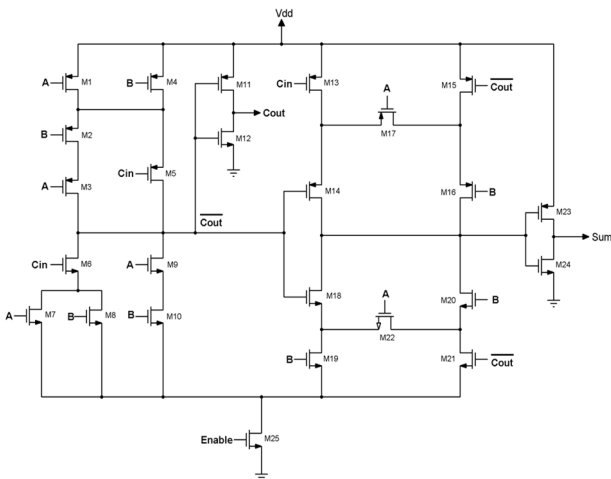 Vdd
A M1
B M4
M11
Cin M13
M15 Cout
A
M17
B M2
Cout
M12
A M3
Cin M5
M14
M16 B
M23
Cout
Sum
Cin M6
A M9
M24
A M7
B M8
B M10
M18
A
M20 B
M22
B M19
M21 Cout
Enable M25